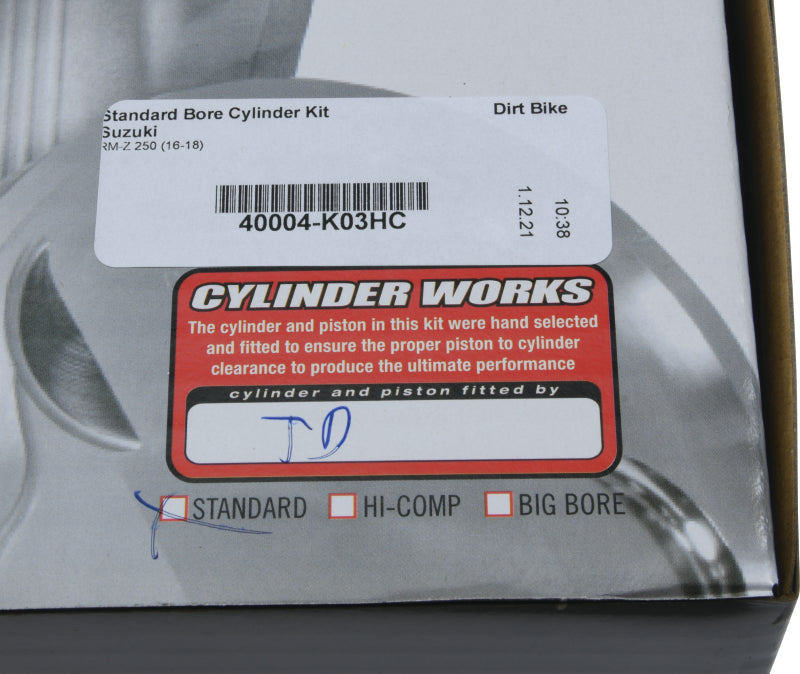 Standard Bore Cylinder Kit
Dirt Bike
Suzuki
RM-Z 250 (16-18)
40004-K03HC
1.12.21
10:38
CYLINDER WORKS
The cylinder and piston in this kit were hand selected
and fitted to ensure the proper piston to cylinder
clearance to produce the ultimate performance
cylinder and piston fitted by
JD
STANDARD HI-COMP BIG BORE